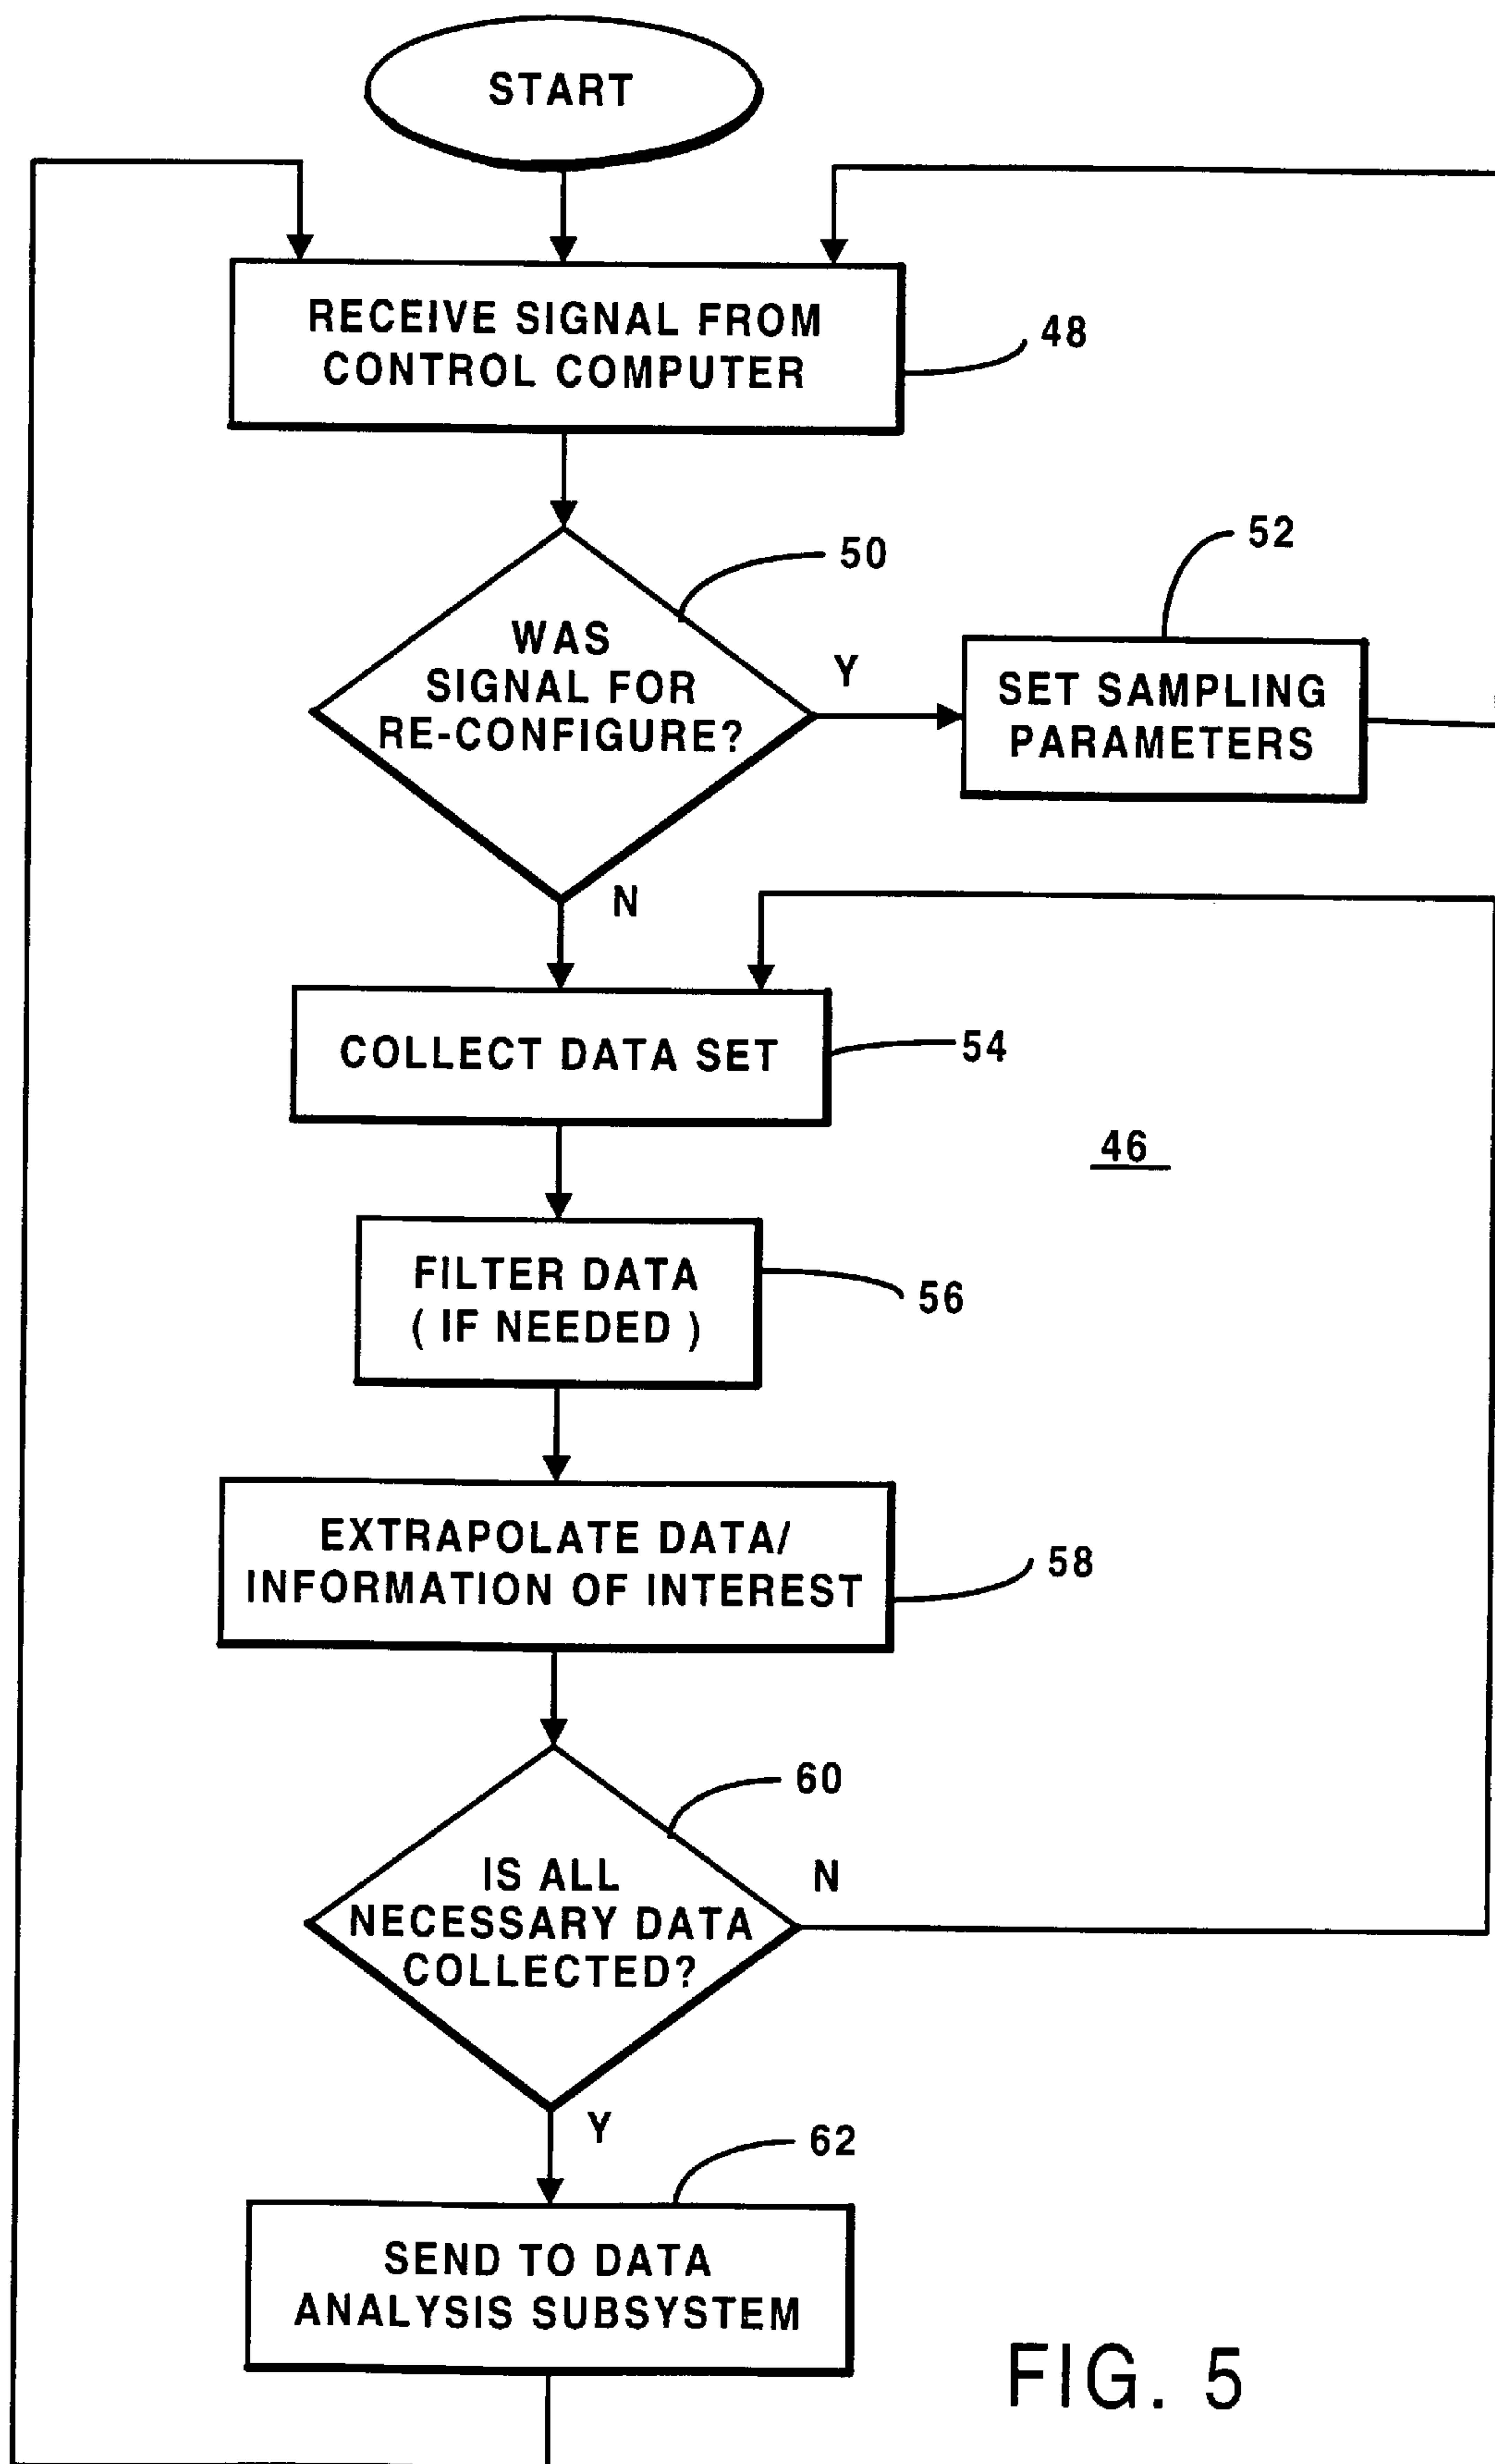 START
RECEIVE SIGNAL FROM
CONTROL COMPUTER
48
50
52
WAS
SIGNAL FOR
RE-CONFIGURE?
Y
SET SAMPLING
PARAMETERS
N
COLLECT DATA SET
54
46
FILTER DATA
( IF NEEDED )
56
EXTRAPOLATE DATA/
INFORMATION OF INTEREST
58
60
IS ALL
NECESSARY DATA
COLLECTED?
N
Y
62
SEND TO DATA
ANALYSIS SUBSYSTEM
FIG. 5